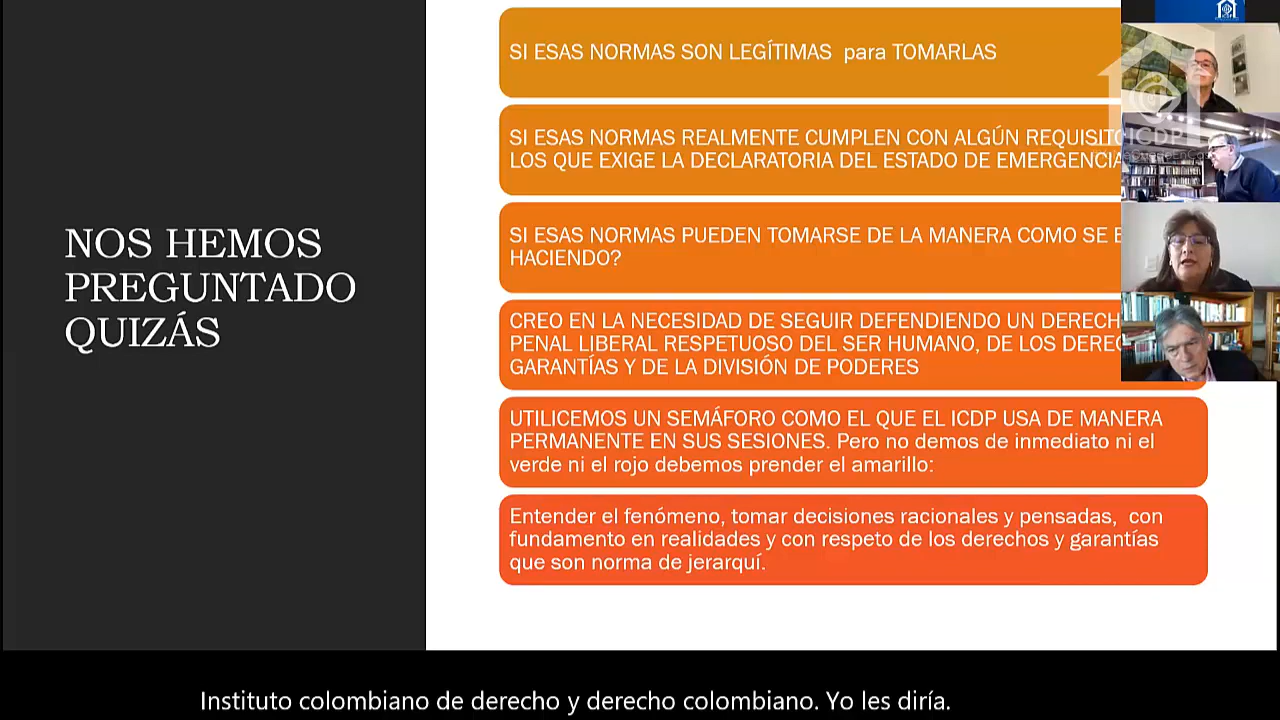 NOS HEMOS
PREGUNTADO
QUIZÁS
SI ESAS NORMAS SON LEGÍTIMAS para TOMARLAS
SI ESAS NORMAS REALMENTE CUMPLEN CON ALGÚN REQUISITO
LOS QUE EXIGE LA DECLARATORIA DEL ESTADO DE EMERGENCIA
SI ESAS NORMAS PUEDEN TOMARSE DE LA MANERA COMO SE
HACIENDO?
CREO EN LA NECESIDAD DE SEGUIR DEFENDIENDO UN DERECH
PENAL LIBERAL RESPETUOSO DEL SER HUMANO, DE LOS DEREC
GARANTÍAS Y DE LA DIVISIÓN DE PODERES
UTILICEMOS UN SEMÁFORO COMO EL QUE EL ICDP USA DE MANERA
PERMANENTE EN SUS SESIONES. Pero no demos de inmediato ni el
verde ni el rojo debemos prender el amarillo:
Entender el fenómeno, tomar decisiones racionales y pensadas, con
fundamento en realidades y con respeto de los derechos y garantías
que son norma de jerarquí.
ICDP
Instituto colombiano de derecho y derecho colombiano. Yo les diría.